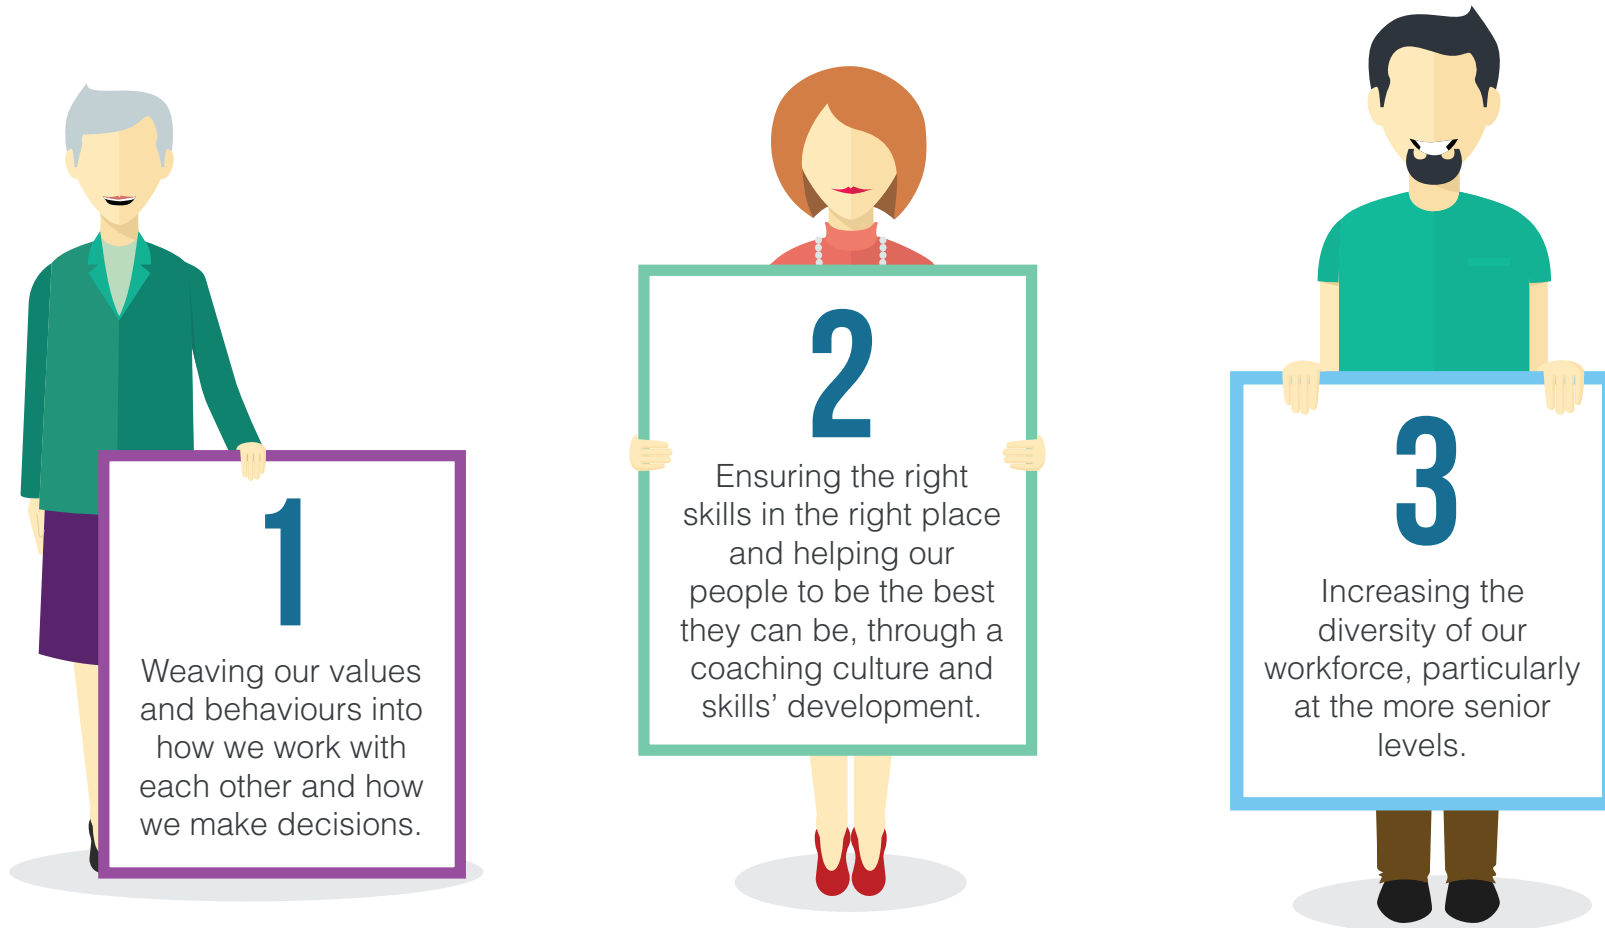 1
Weaving our values
and behaviours into
how we work with
each other and how
we make decisions.
2
Ensuring the right
skills in the right place
and helping our
people to be the best
they can be, through a
coaching culture and
skills’ development.
3
Increasing the
diversity of our
workforce, particularly
at the more senior
levels.